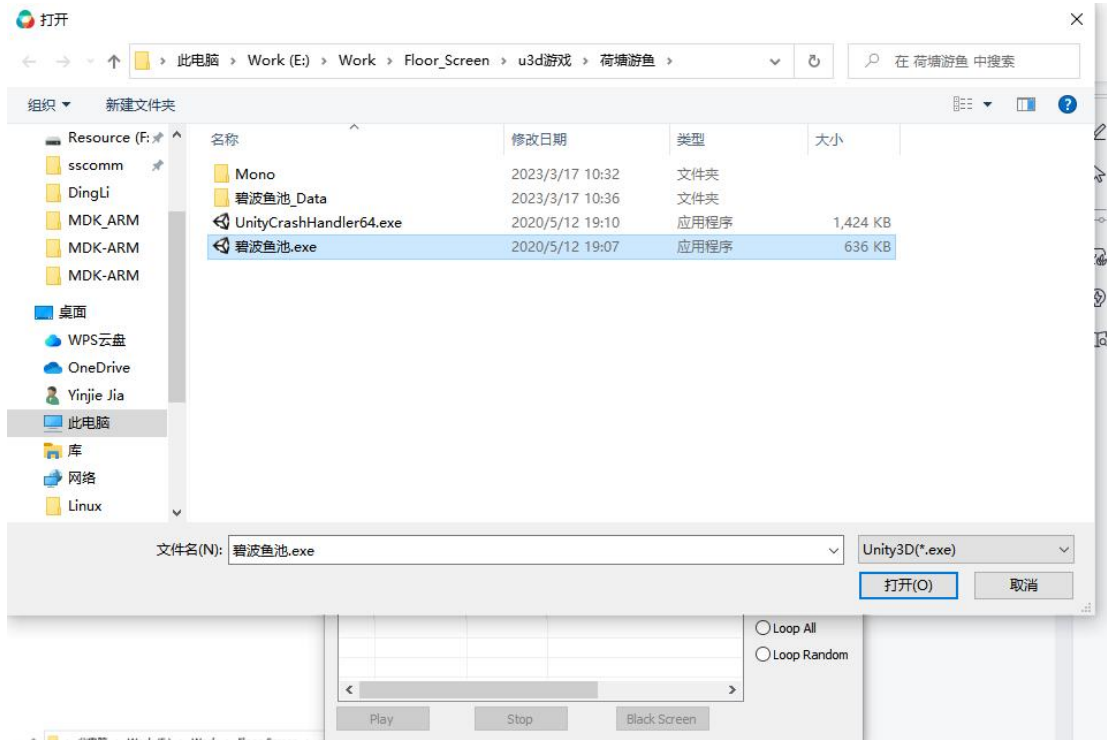 打开
此电脑 › Work (E:) › Work › Floor_Screen › u3d游戏 › 荷塘游鱼 ›
在 荷塘游鱼 中搜索
组织 新建文件夹
Resource (F:
sscomm
DingLi
MDK_ARM
MDK-ARM
MDK-ARM
桌面
WPS云盘
OneDrive
Yinjie Jia
此电脑
库
网络
Linux
名称 修改日期 类型 大小
Mono 2023/3/17 10:32 文件夹
碧波鱼池_Data 2023/3/17 10:36 文件夹
UnityCrashHandler64.exe 2020/5/12 19:10 应用程序 1,424 KB
碧波鱼池.exe 2020/5/12 19:07 应用程序 636 KB
文件名(N): 碧波鱼池.exe Unity3D(*.exe)
打开(O) 取消
Loop All
Loop Random
Play Stop Black Screen